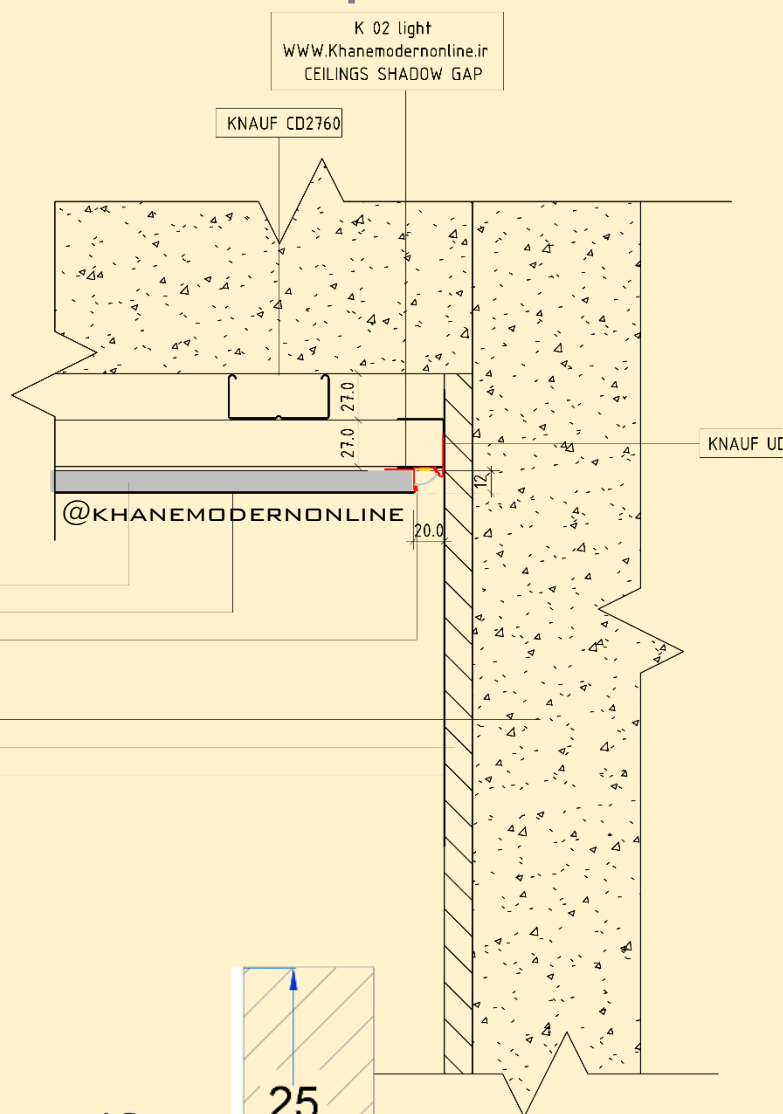 K 02 light
WWW.Khanemodernonline.ir
CEILINGS SHADOW GAP
KNAUF CD2760
27.0
27.0
KNAUF UD
12
@KHANEMODERNONLINE
20.0
25